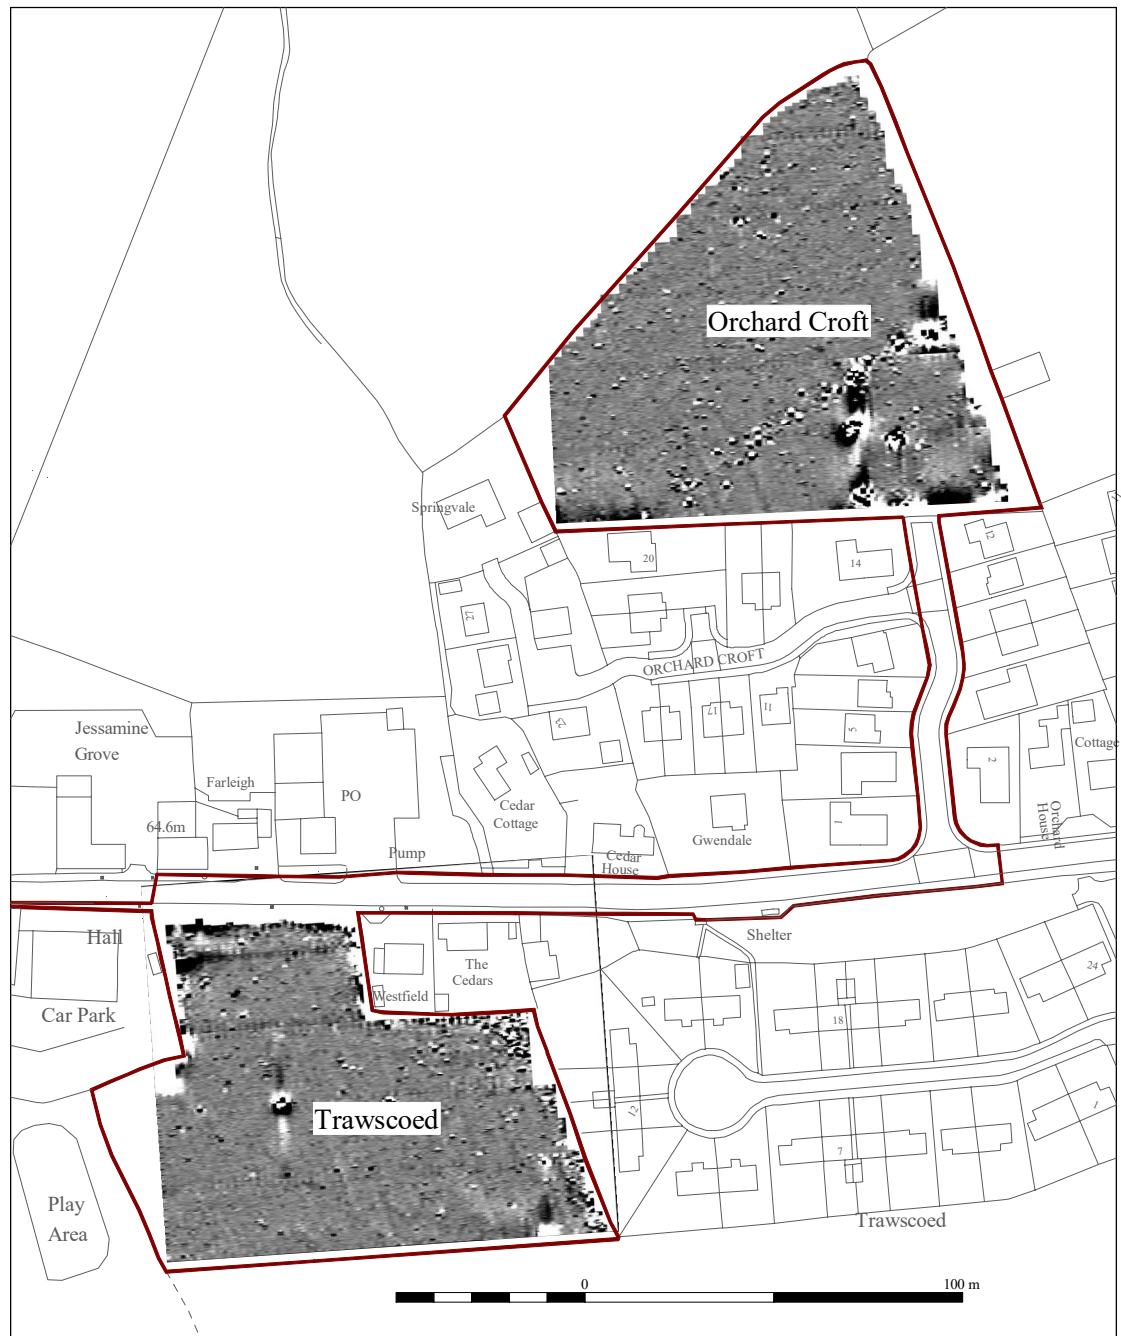 Orchard Croft
Springvale
20
14
12
27
ORCHARD CROFT
23
17
11
5
2
1
Jessamine
Grove
Farleigh
PO
64.6m
Cedar
Cottage
Pump
Gwendale
Cedar
House
Cottage
Orchard
House
Hall
Car Park
The
Cedars
Westfield
Shelter
24
18
12
7
1
Trawscoed
Play
Area
Trawscoed
0
100 m